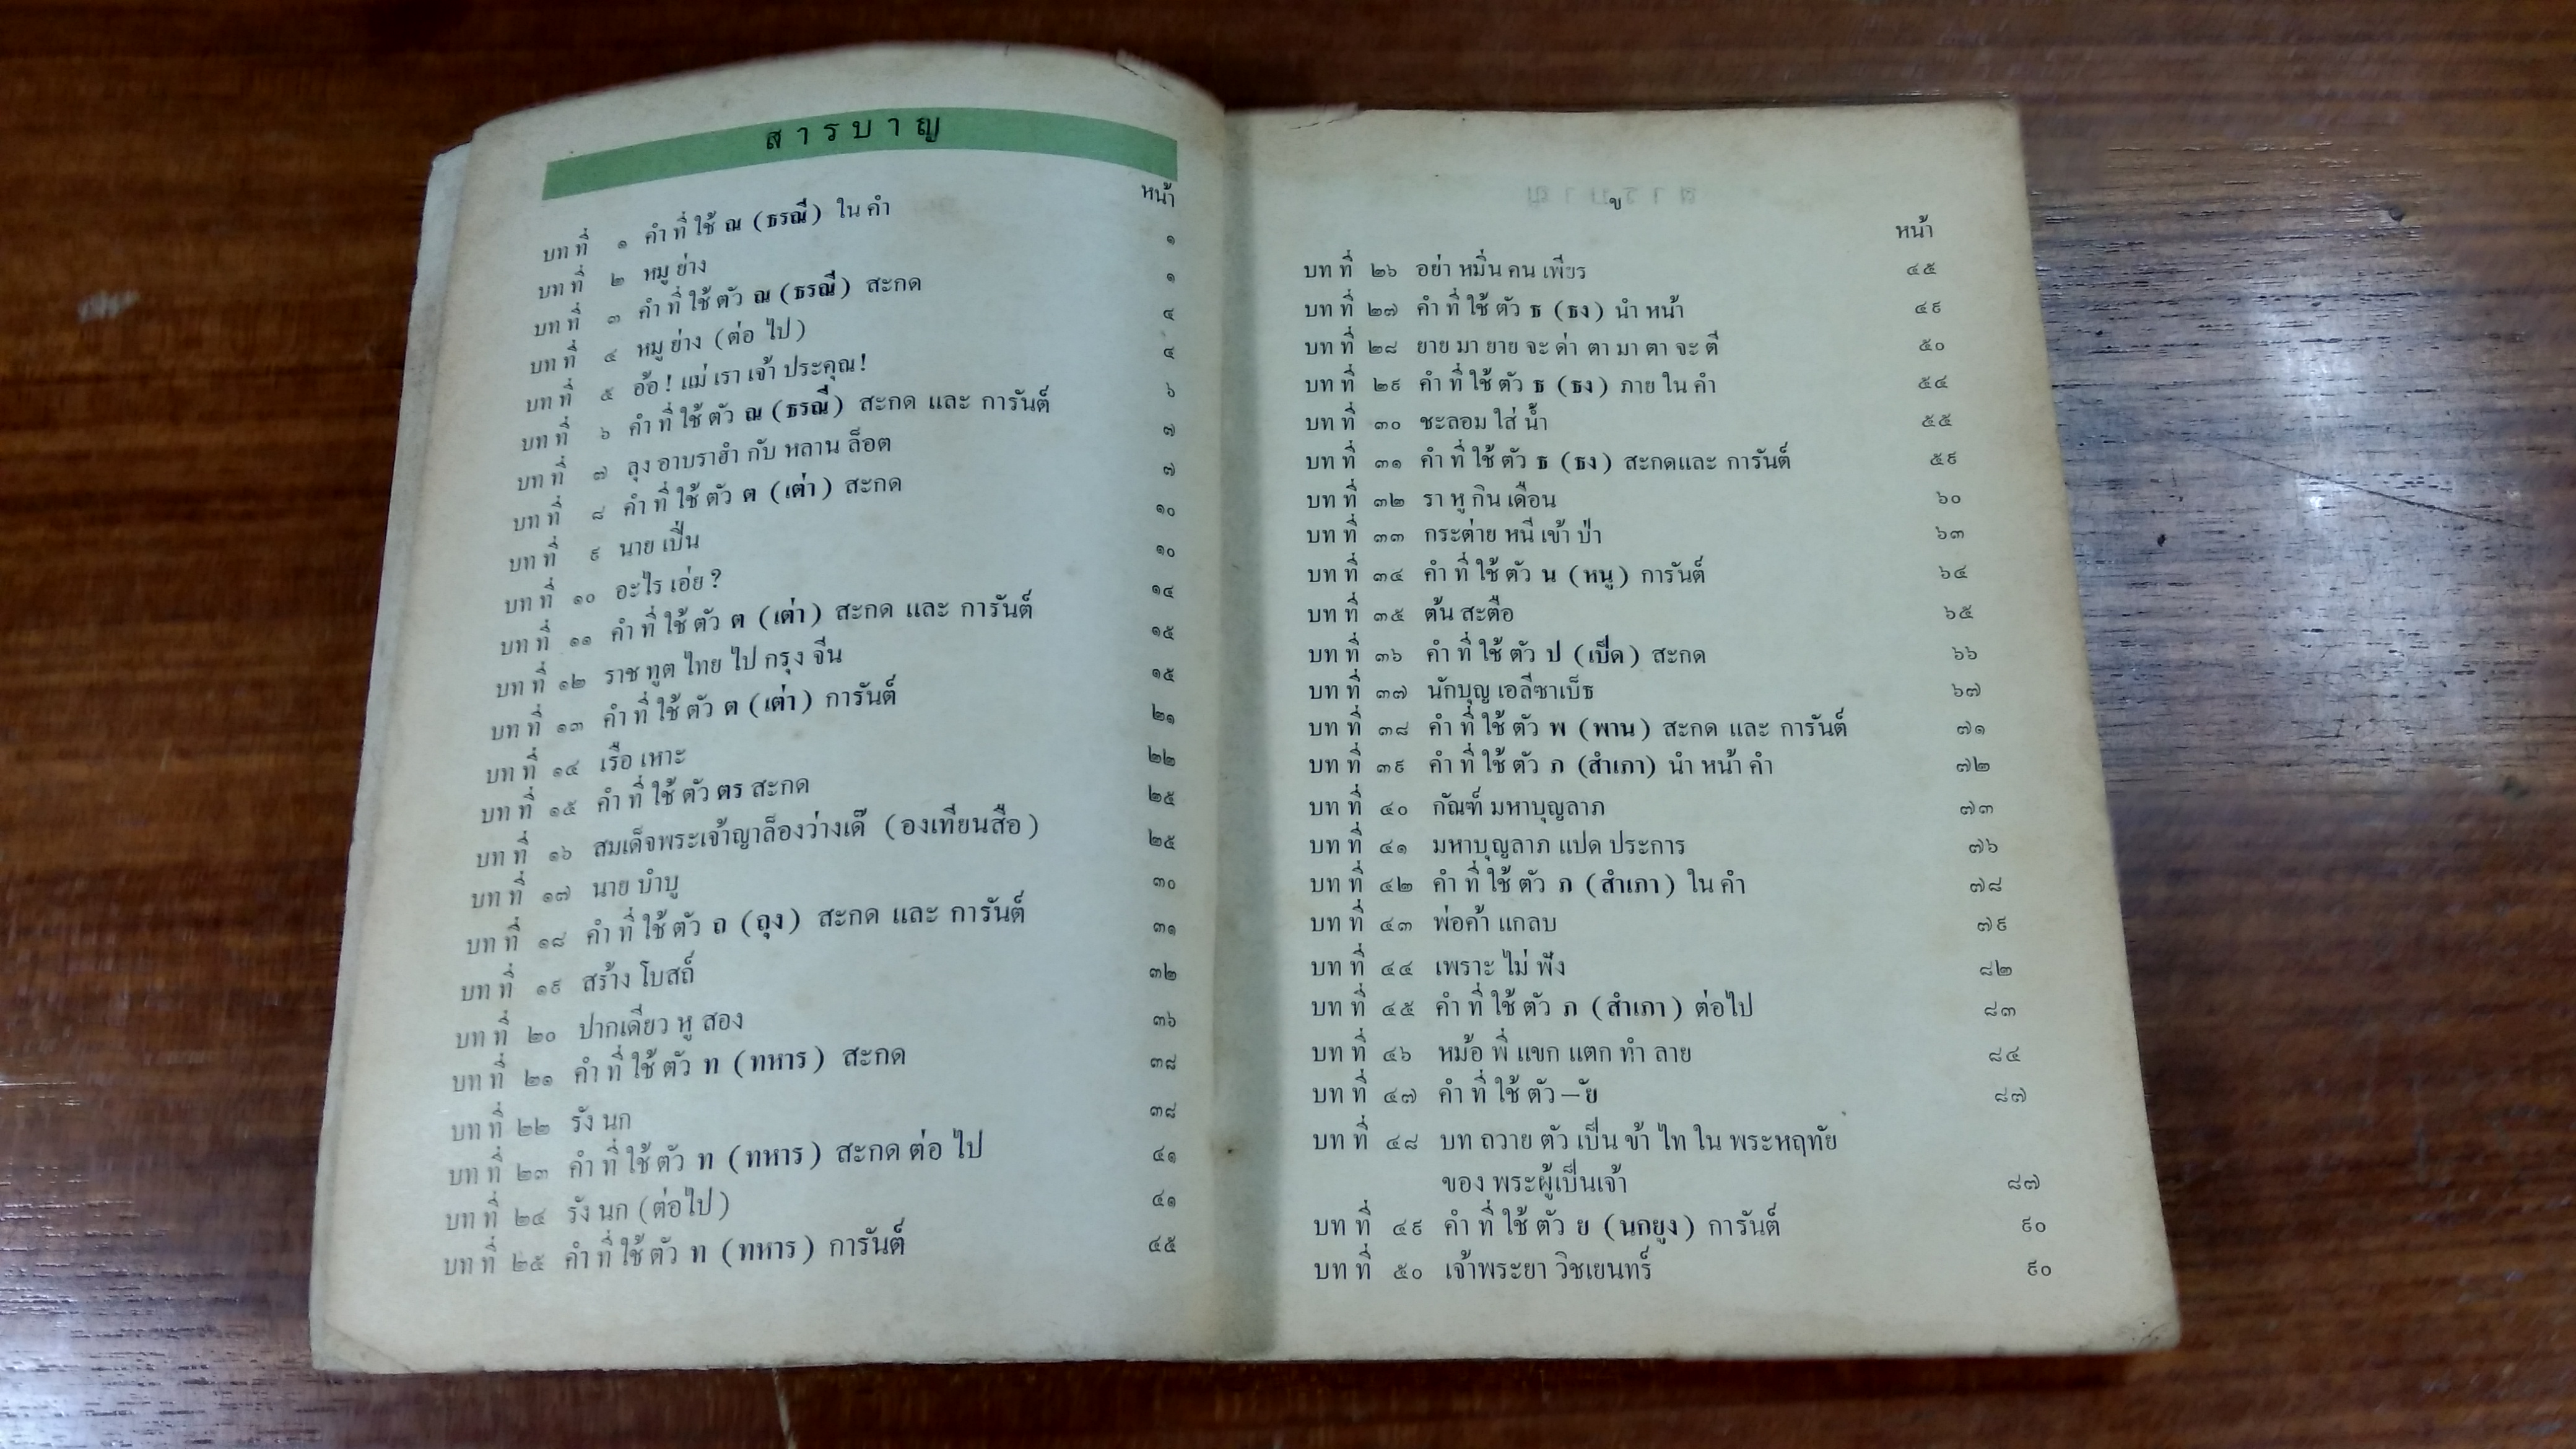 สารบาญ
หน้า
บทที่ ๑ คำที่ใช้ ณ (ธรณี) ในคำ ๑
บทที่ ๒ หมูย่าง ๑
บทที่ ๓ คำที่ใช้ตัว ณ (ธรณี) สะกด ๔
บทที่ ๔ หมูย่าง (ต่อไป) ๔
บทที่ ๕ อ้อ! แม่เราเจ้าประคุณ! ๖
บทที่ ๖ คำที่ใช้ตัว ณ (ธรณี) สะกด และ การันต์ ๗
บทที่ ๗ ลุงอาบราฮำ กับ หลานล็อต ๗
บทที่ ๘ คำที่ใช้ตัว ต (เต่า) สะกด ๑๐
บทที่ ๙ นายเปิ่น ๑๐
บทที่ ๑๐ อะไรเอ่ย? ๑๔
บทที่ ๑๑ คำที่ใช้ตัว ต (เต่า) สะกด และ การันต์ ๑๕
บทที่ ๑๒ ราชทูตไทยไปกรุงจีน ๑๕
บทที่ ๑๓ คำที่ใช้ตัว ต (เต่า) การันต์ ๒๑
บทที่ ๑๔ เรือเหาะ ๒๒
บทที่ ๑๕ คำที่ใช้ตัว ตร สะกด ๒๕
บทที่ ๑๖ สมเด็จพระเจ้าญาล็องว่างเด๊ (องเทียนสือ) ๒๕
บทที่ ๑๗ นายบำบู ๓๐
บทที่ ๑๘ คำที่ใช้ตัว ถ (ถุง) สะกด และ การันต์ ๓๑
บทที่ ๑๙ สร้างโบสถ์ ๓๒
บทที่ ๒๐ ปากเดียวหูสอง ๓๖
บทที่ ๒๑ คำที่ใช้ตัว ท (ทหาร) สะกด ๓๘
บทที่ ๒๒ รังนก ๓๘
บทที่ ๒๓ คำที่ใช้ตัว ท (ทหาร) สะกดต่อไป ๔๑
บทที่ ๒๔ รังนก (ต่อไป) ๔๑
บทที่ ๒๕ คำที่ใช้ตัว ท (ทหาร) การันต์ ๔๕
ข
หน้า
บทที่ ๒๖ อย่าหมิ่นคนเพียร ๔๕
บทที่ ๒๗ คำที่ใช้ตัว ธ (ธง) นำหน้า ๔๙
บทที่ ๒๘ ยายมายายจะด่า ตามาตาจะตี ๕๐
บทที่ ๒๙ คำที่ใช้ตัว ธ (ธง) ภายในคำ ๕๔
บทที่ ๓๐ ชะลอมใส่น้ำ ๕๕
บทที่ ๓๑ คำที่ใช้ตัว ธ (ธง) สะกดและ การันต์ ๕๙
บทที่ ๓๒ ราหูกินเดือน ๖๐
บทที่ ๓๓ กระต่ายหนีเข้าป่า ๖๓
บทที่ ๓๔ คำที่ใช้ตัว น (หนู) การันต์ ๖๔
บทที่ ๓๕ ต้นสะตือ ๖๕
บทที่ ๓๖ คำที่ใช้ตัว ป (เป็ด) สะกด ๖๖
บทที่ ๓๗ นักบุญเอลีซาเบ็ธ ๖๗
บทที่ ๓๘ คำที่ใช้ตัว พ (พาน) สะกด และ การันต์ ๗๑
บทที่ ๓๙ คำที่ใช้ตัว ภ (สำเภา) นำหน้าคำ ๗๒
บทที่ ๔๐ กัณฑ์มหาบุญลาภ ๗๓
บทที่ ๔๑ มหาบุญลาภแปดประการ ๗๖
บทที่ ๔๒ คำที่ใช้ตัว ภ (สำเภา) ในคำ ๗๘
บทที่ ๔๓ พ่อค้าแกลบ ๗๙
บทที่ ๔๔ เพราะไม่ฟัง ๘๒
บทที่ ๔๕ คำที่ใช้ตัว ภ (สำเภา) ต่อไป ๘๓
บทที่ ๔๖ หม้อพี่แขกแตกทำลาย ๘๔
บทที่ ๔๗ คำที่ใช้ตัว –ัย ๘๗
บทที่ ๔๘ บทถวายตัวเป็นข้าไทในพระหฤทัย
ของพระผู้เป็นเจ้า ๘๗
บทที่ ๔๙ คำที่ใช้ตัว ย (นกยูง) การันต์ ๙๐
บทที่ ๕๐ เจ้าพระยาวิชเยนทร์ ๙๐